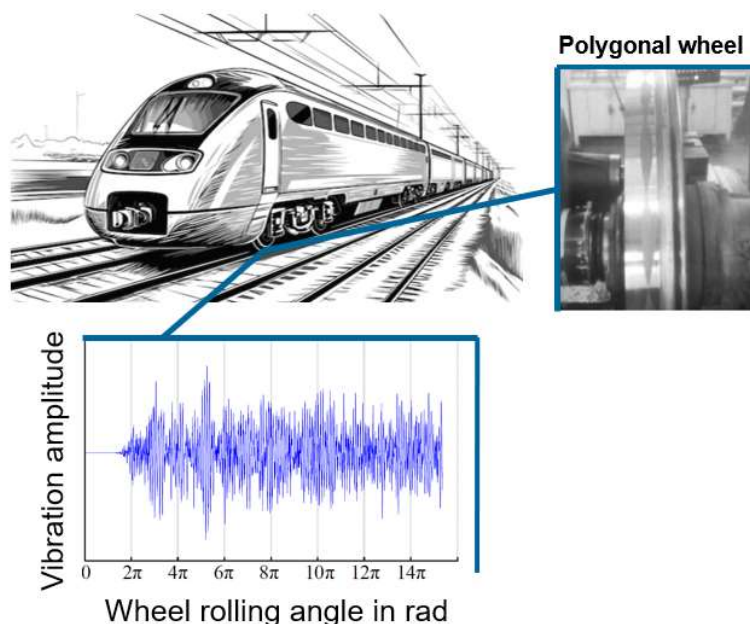 Polygonal wheel
Vibration amplitude
0 2π 4π 6π 8π 10π 12π 14π
Wheel rolling angle in rad